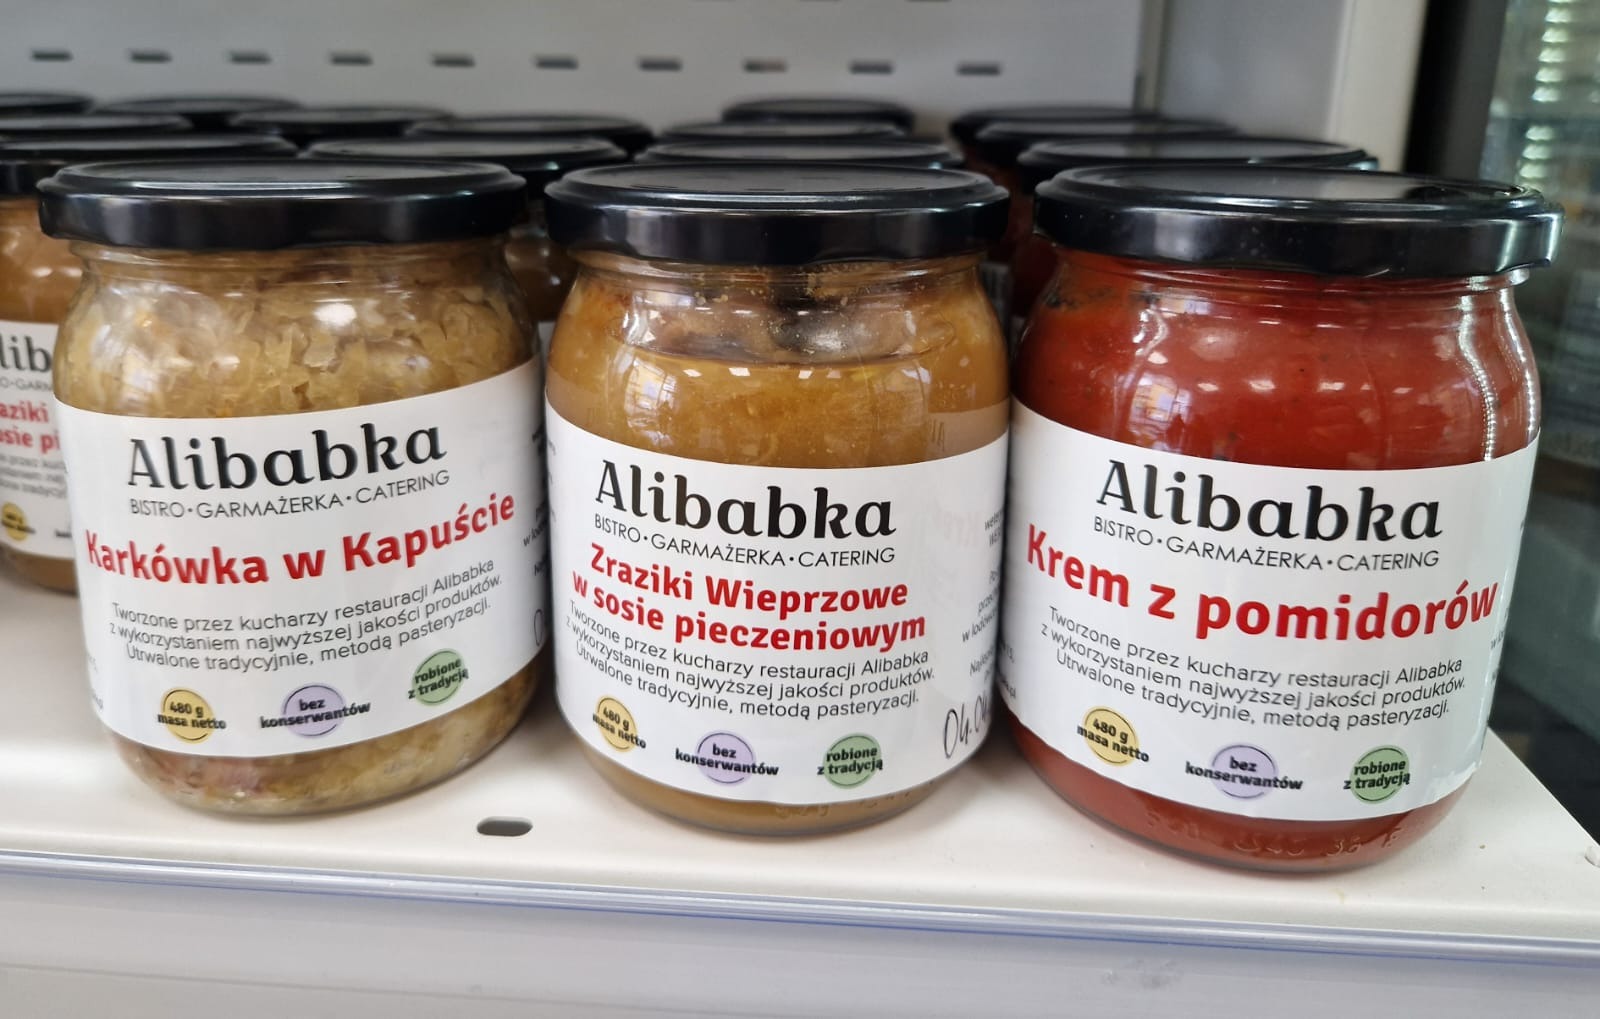 Alibabka
BISTRO•GARMAŻERKA•CATERING
Karkówka w Kapuście
Tworzone przez kucharzy restauracji Alibabka
z wykorzystaniem najwyższej jakości produktów.
Utrwalone tradycyjnie, metodą pasteryzacji.
480 g
masa netto
bez
konserwantów
robione
z tradycją
Alibabka
BISTRO•GARMAŻERKA•CATERING
Zraziki Wieprzowe
w sosie pieczeniowym
Tworzone przez kucharzy restauracji Alibabka
z wykorzystaniem najwyższej jakości produktów.
Utrwalone tradycyjnie, metodą pasteryzacji.
480 g
masa netto
bez
konserwantów
robione
z tradycją
04.04
Alibabka
BISTRO•GARMAŻERKA•CATERING
Krem z pomidorów
Tworzone przez kucharzy restauracji Alibabka
z wykorzystaniem najwyższej jakości produktów.
Utrwalone tradycyjnie, metodą pasteryzacji.
480 g
masa netto
bez
konserwantów
robione
z tradycją